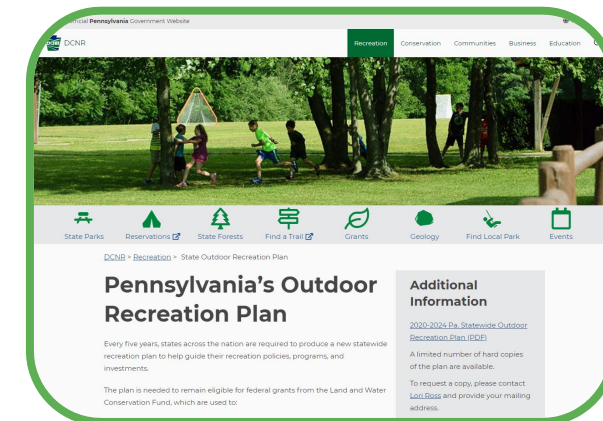 Official Pennsylvania Government Website
DCNR
Recreation Conservation Communities Business Education
State Parks Reservations State Forests Find a Trail Grants Geology Find Local Park Events
DCNR > Recreation > State Outdoor Recreation Plan
Pennsylvania's Outdoor
Recreation Plan
Every five years, states across the nation are required to produce a new statewide
recreation plan to help guide their recreation policies, programs, and
investments.
The plan is needed to remain eligible for federal grants from the Land and Water
Conservation Fund, which are used to:
Additional
Information
2020-2024 Pa. Statewide Outdoor
Recreation Plan (PDF)
A limited number of hard copies
of the plan are available.
To request a copy, please contact
Lori Ross and provide your mailing
address.